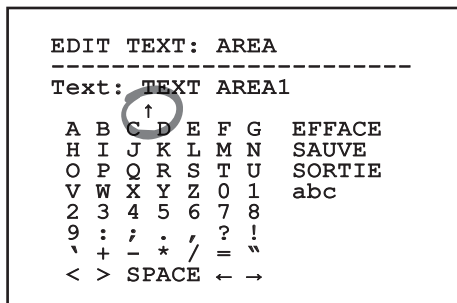 EDIT TEXT: AREA
------------------------
Text: TEXT AREA1
↑
A B C D E F G EFFACE
H I J K L M N SAUVE
O P Q R S T U SORTIE
V W X Y Z 0 1 abc
2 3 4 5 6 7 8
9 : ; . , ? !
‵ + - * / = ‶
< > SPACE ← →